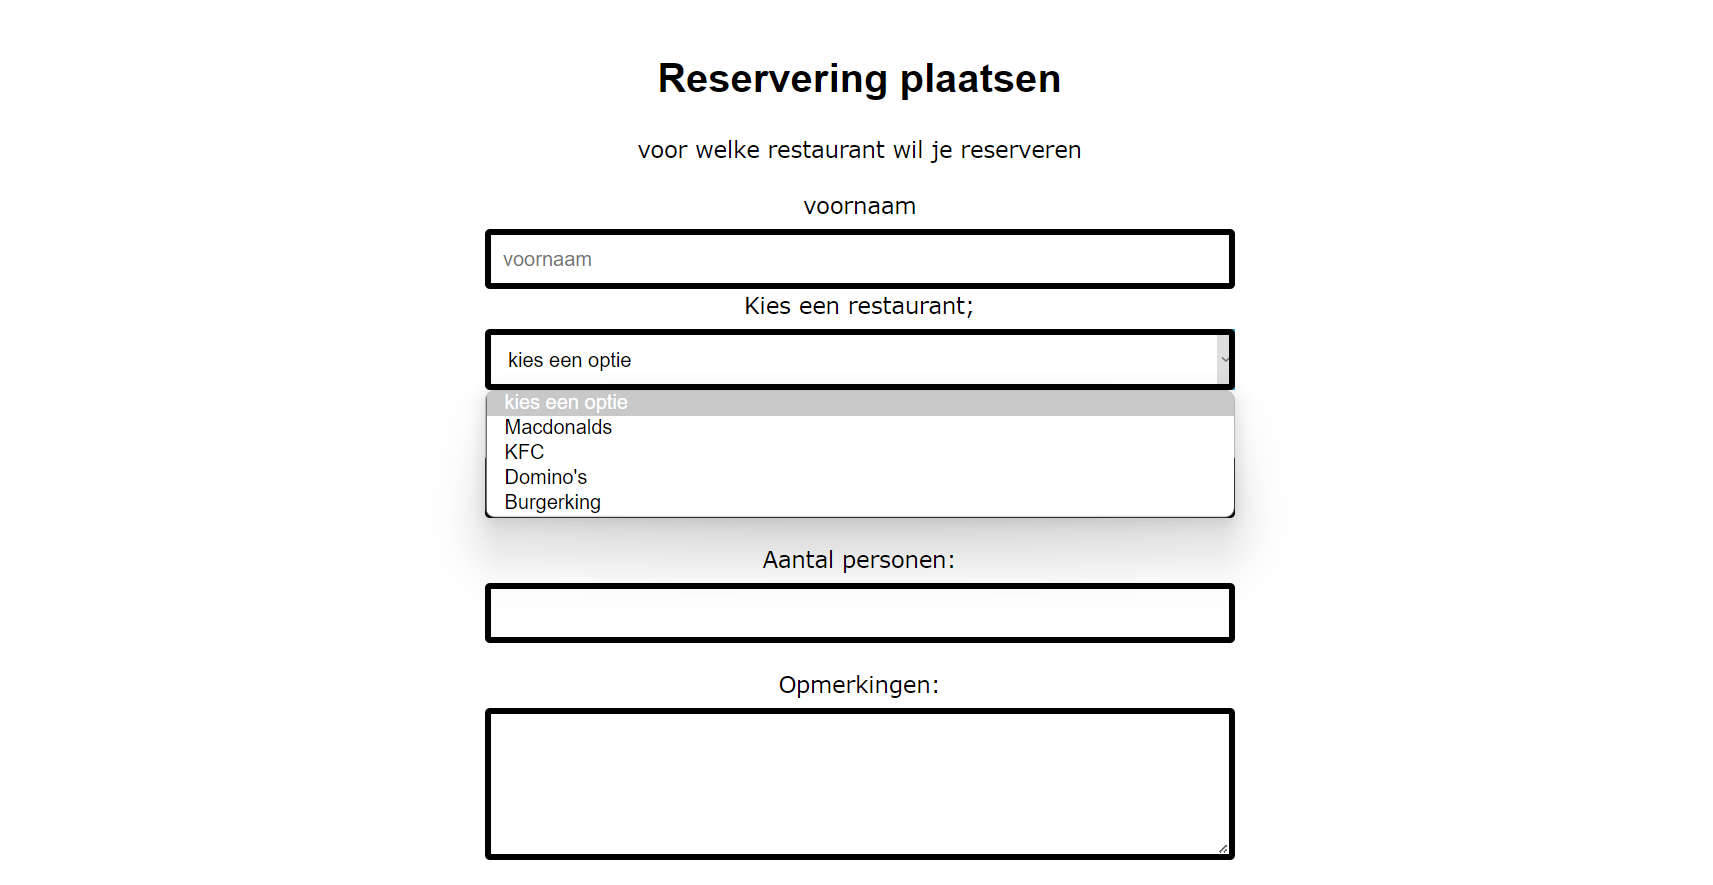 Reservering plaatsen
voor welke restaurant wil je reserveren
voornaam
voornaam
Kies een restaurant;
kies een optie
kies een optie
Macdonalds
KFC
Domino's
Burgerking
Aantal personen:
Opmerkingen: